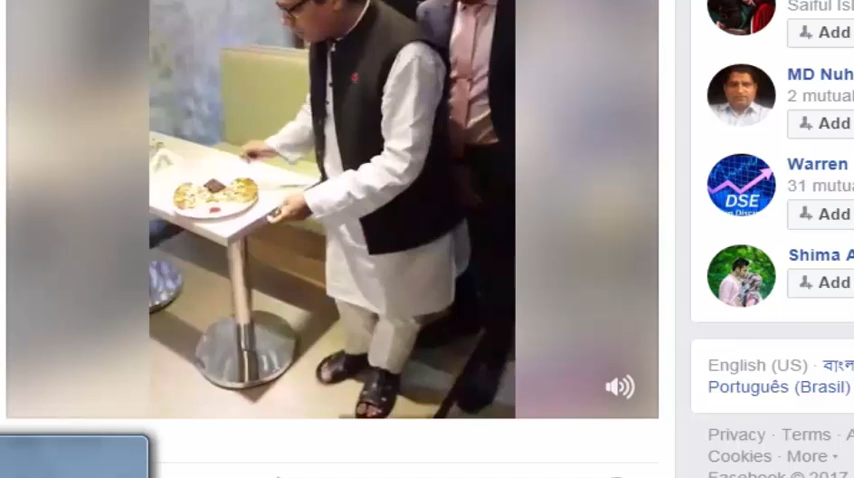 Saiful Isl
Add
MD Nuh
2 mutual
Add
Warren
31 mutua
DSE
Add
Shima A
Add
English (US) · বাংল
Português (Brasil)
Privacy · Terms · A
Cookies · More
Facebook © 2017